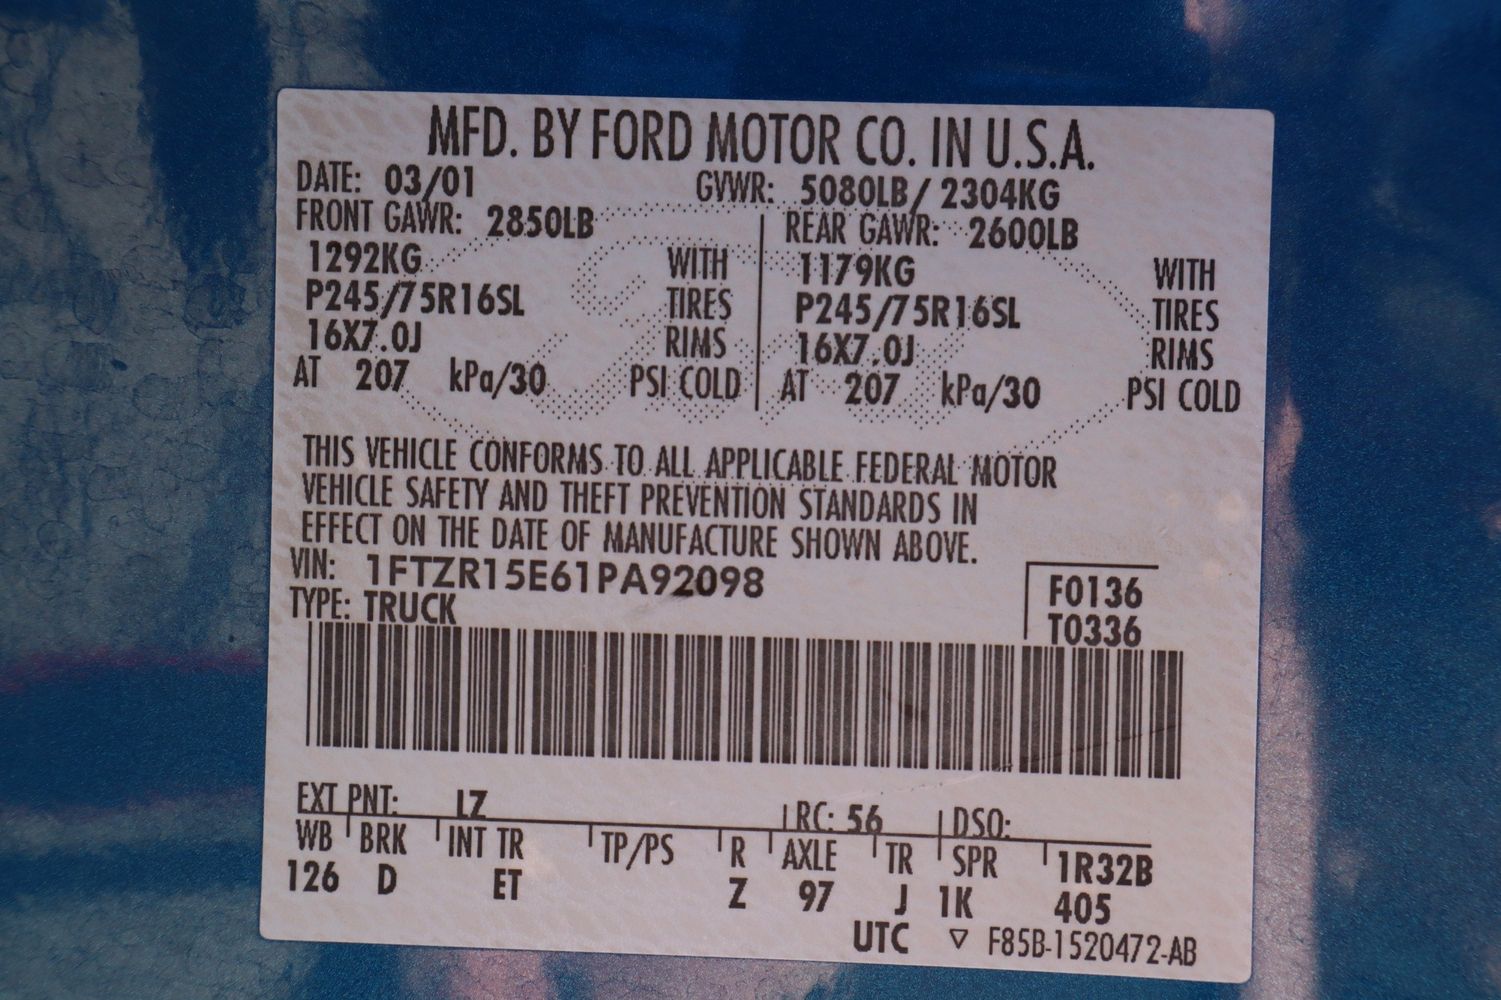 MFD. BY FORD MOTOR CO. IN U.S.A.
DATE: 03/01 GVWR: 5080LB/ 2304KG
FRONT GAWR: 2850LB REAR GAWR: 2600LB
1292KG WITH 1179KG WITH
P245/75R16SL TIRES P245/75R16SL TIRES
16X7.0J RIMS 16X7.0J RIMS
AT 207 kPa/30 PSI COLD AT 207 kPa/30 PSI COLD
THIS VEHICLE CONFORMS TO ALL APPLICABLE FEDERAL MOTOR
VEHICLE SAFETY AND THEFT PREVENTION STANDARDS IN
EFFECT ON THE DATE OF MANUFACTURE SHOWN ABOVE.
VIN: 1FTZR15E61PA92098 F0136
TYPE: TRUCK T0336
EXT PNT: LZ RC: 56 DSO:
WB BRK INT TR TP/PS R AXLE TR SPR 1R32B
126 D ET Z 97 J 1K 405
UTC ▽ F85B-1520472-AB